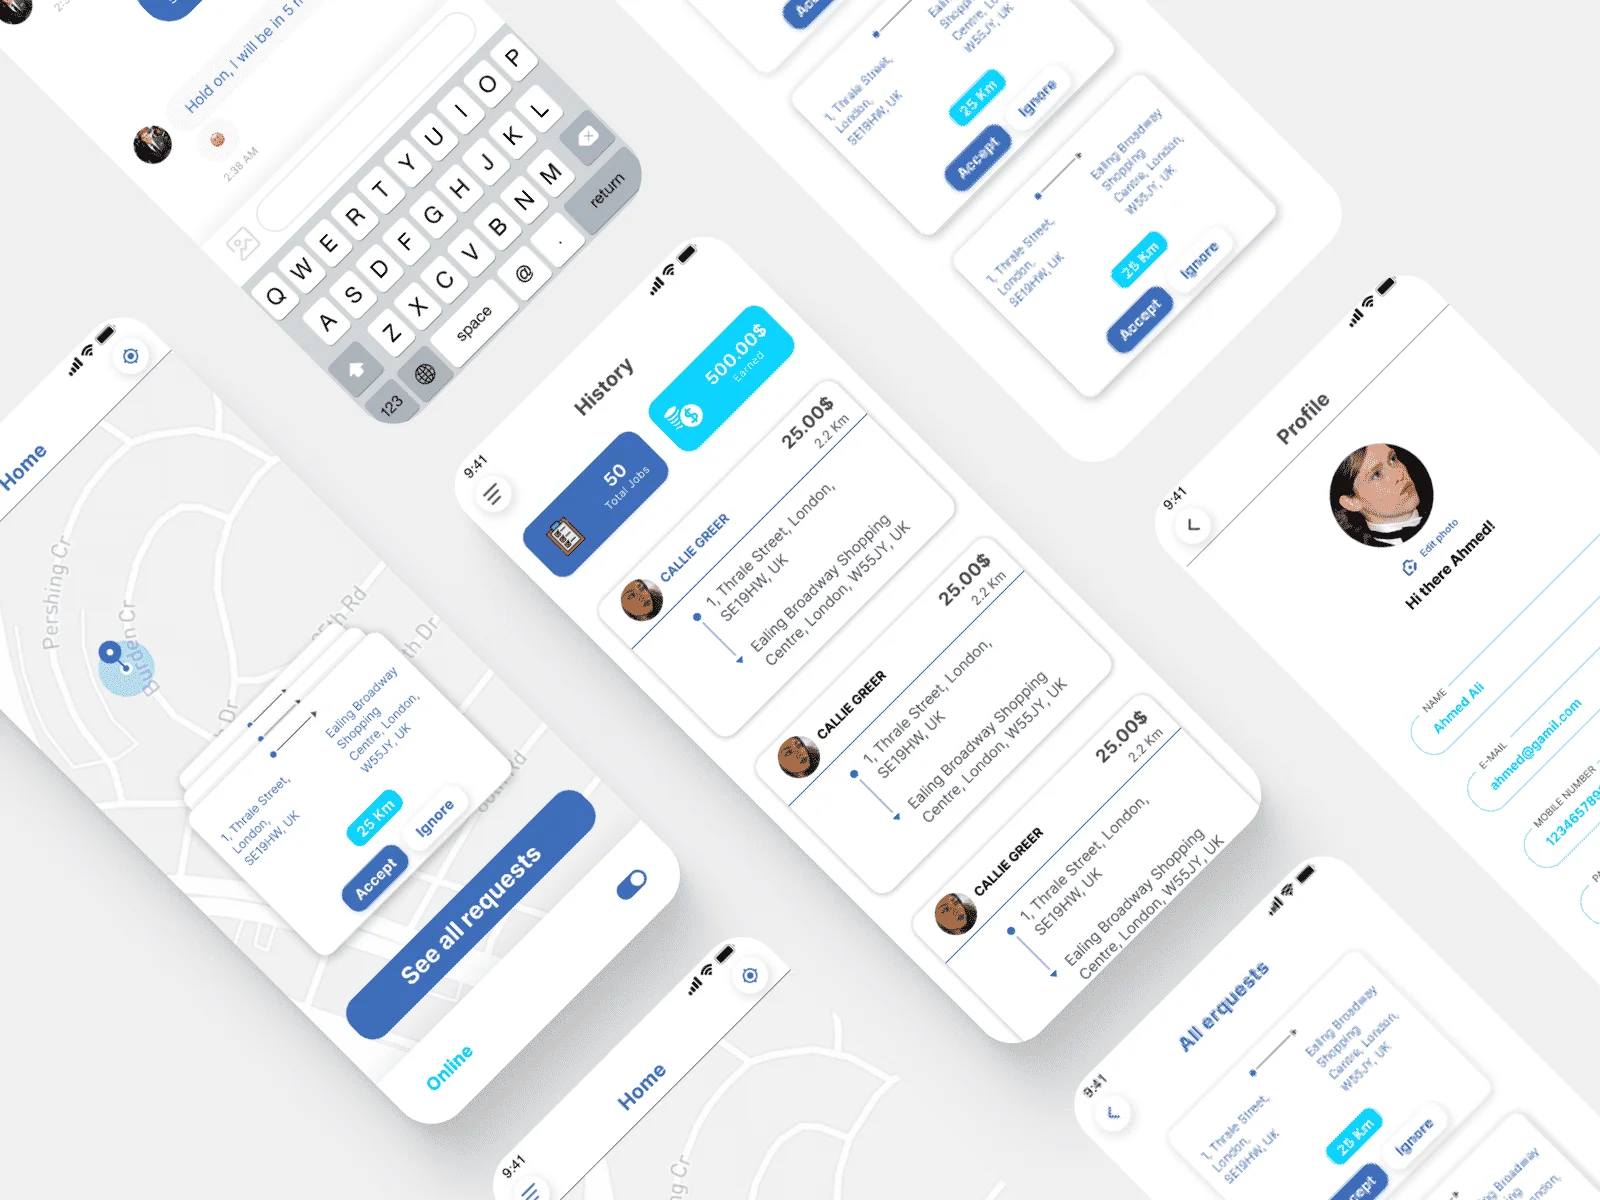 Hold on, I will be in 5
2:38 AM
Q W E R T Y U I O P
A S D F G H J K L
Z X C V B N M
123
space
@
.
return
1, Thrale Street,
London,
SE19HW, UK
Shopping
Centre, London,
W55JY, UK
25 Km
Ignore
Accept
1, Thrale Street,
London,
SE19HW, UK
Ealing Broadway
Shopping
Centre, London,
W55JY, UK
25 Km
Ignore
Accept
Home
Pershing Cr
Burden Cr
Dr
85th Rd
th Dr
Rd
1, Thrale Street,
London,
SE19HW, UK
Ealing Broadway
Shopping
Centre, London,
W55JY, UK
25 Km
Ignore
Accept
See all requests
Online
9:41
History
50
Total Jobs
500.00$
Earned
CALLIE GREER
25.00$
2.2 Km
1, Thrale Street, London,
SE19HW, UK
Ealing Broadway Shopping
Centre, London, W55JY, UK
CALLIE GREER
25.00$
2.2 Km
1, Thrale Street, London,
SE19HW, UK
Ealing Broadway Shopping
Centre, London, W55JY, UK
CALLIE GREER
25.00$
2.2 Km
1, Thrale Street, London,
SE19HW, UK
Ealing Broadway Shopping
Centre, London, W55JY, UK
9:41
Profile
Edit photo
Hi there Ahmed!
NAME
Ahmed Ali
E-MAIL
ahmed@gamil.com
MOBILE NUMBER
12346578
9:41
Home
ng Cr
9:41
All erquests
1, Thrale Street,
London,
SE19HW, UK
Ealing Broadway
Shopping
Centre, London,
W55JY, UK
25 Km
Ignore
Ealing Broadway
Shopping